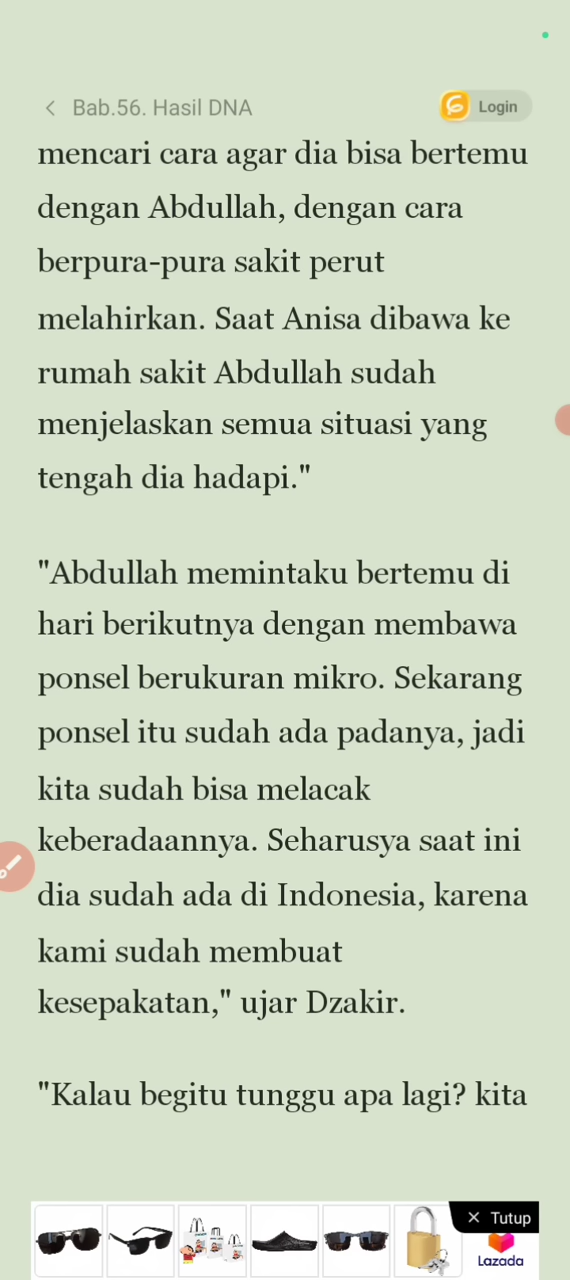 Bab.56. Hasil DNA
Login
mencari cara agar dia bisa bertemu
dengan Abdullah, dengan cara
berpura-pura sakit perut
melahirkan. Saat Anisa dibawa ke
rumah sakit Abdullah sudah
menjelaskan semua situasi yang
tengah dia hadapi."
"Abdullah memintaku bertemu di
hari berikutnya dengan membawa
ponsel berukuran mikro. Sekarang
ponsel itu sudah ada padanya, jadi
kita sudah bisa melacak
keberadaannya. Seharusya saat ini
dia sudah ada di Indonesia, karena
kami sudah membuat
kesepakatan," ujar Dzakir.
"Kalau begitu tunggu apa lagi? kita
Tutup
Lazada